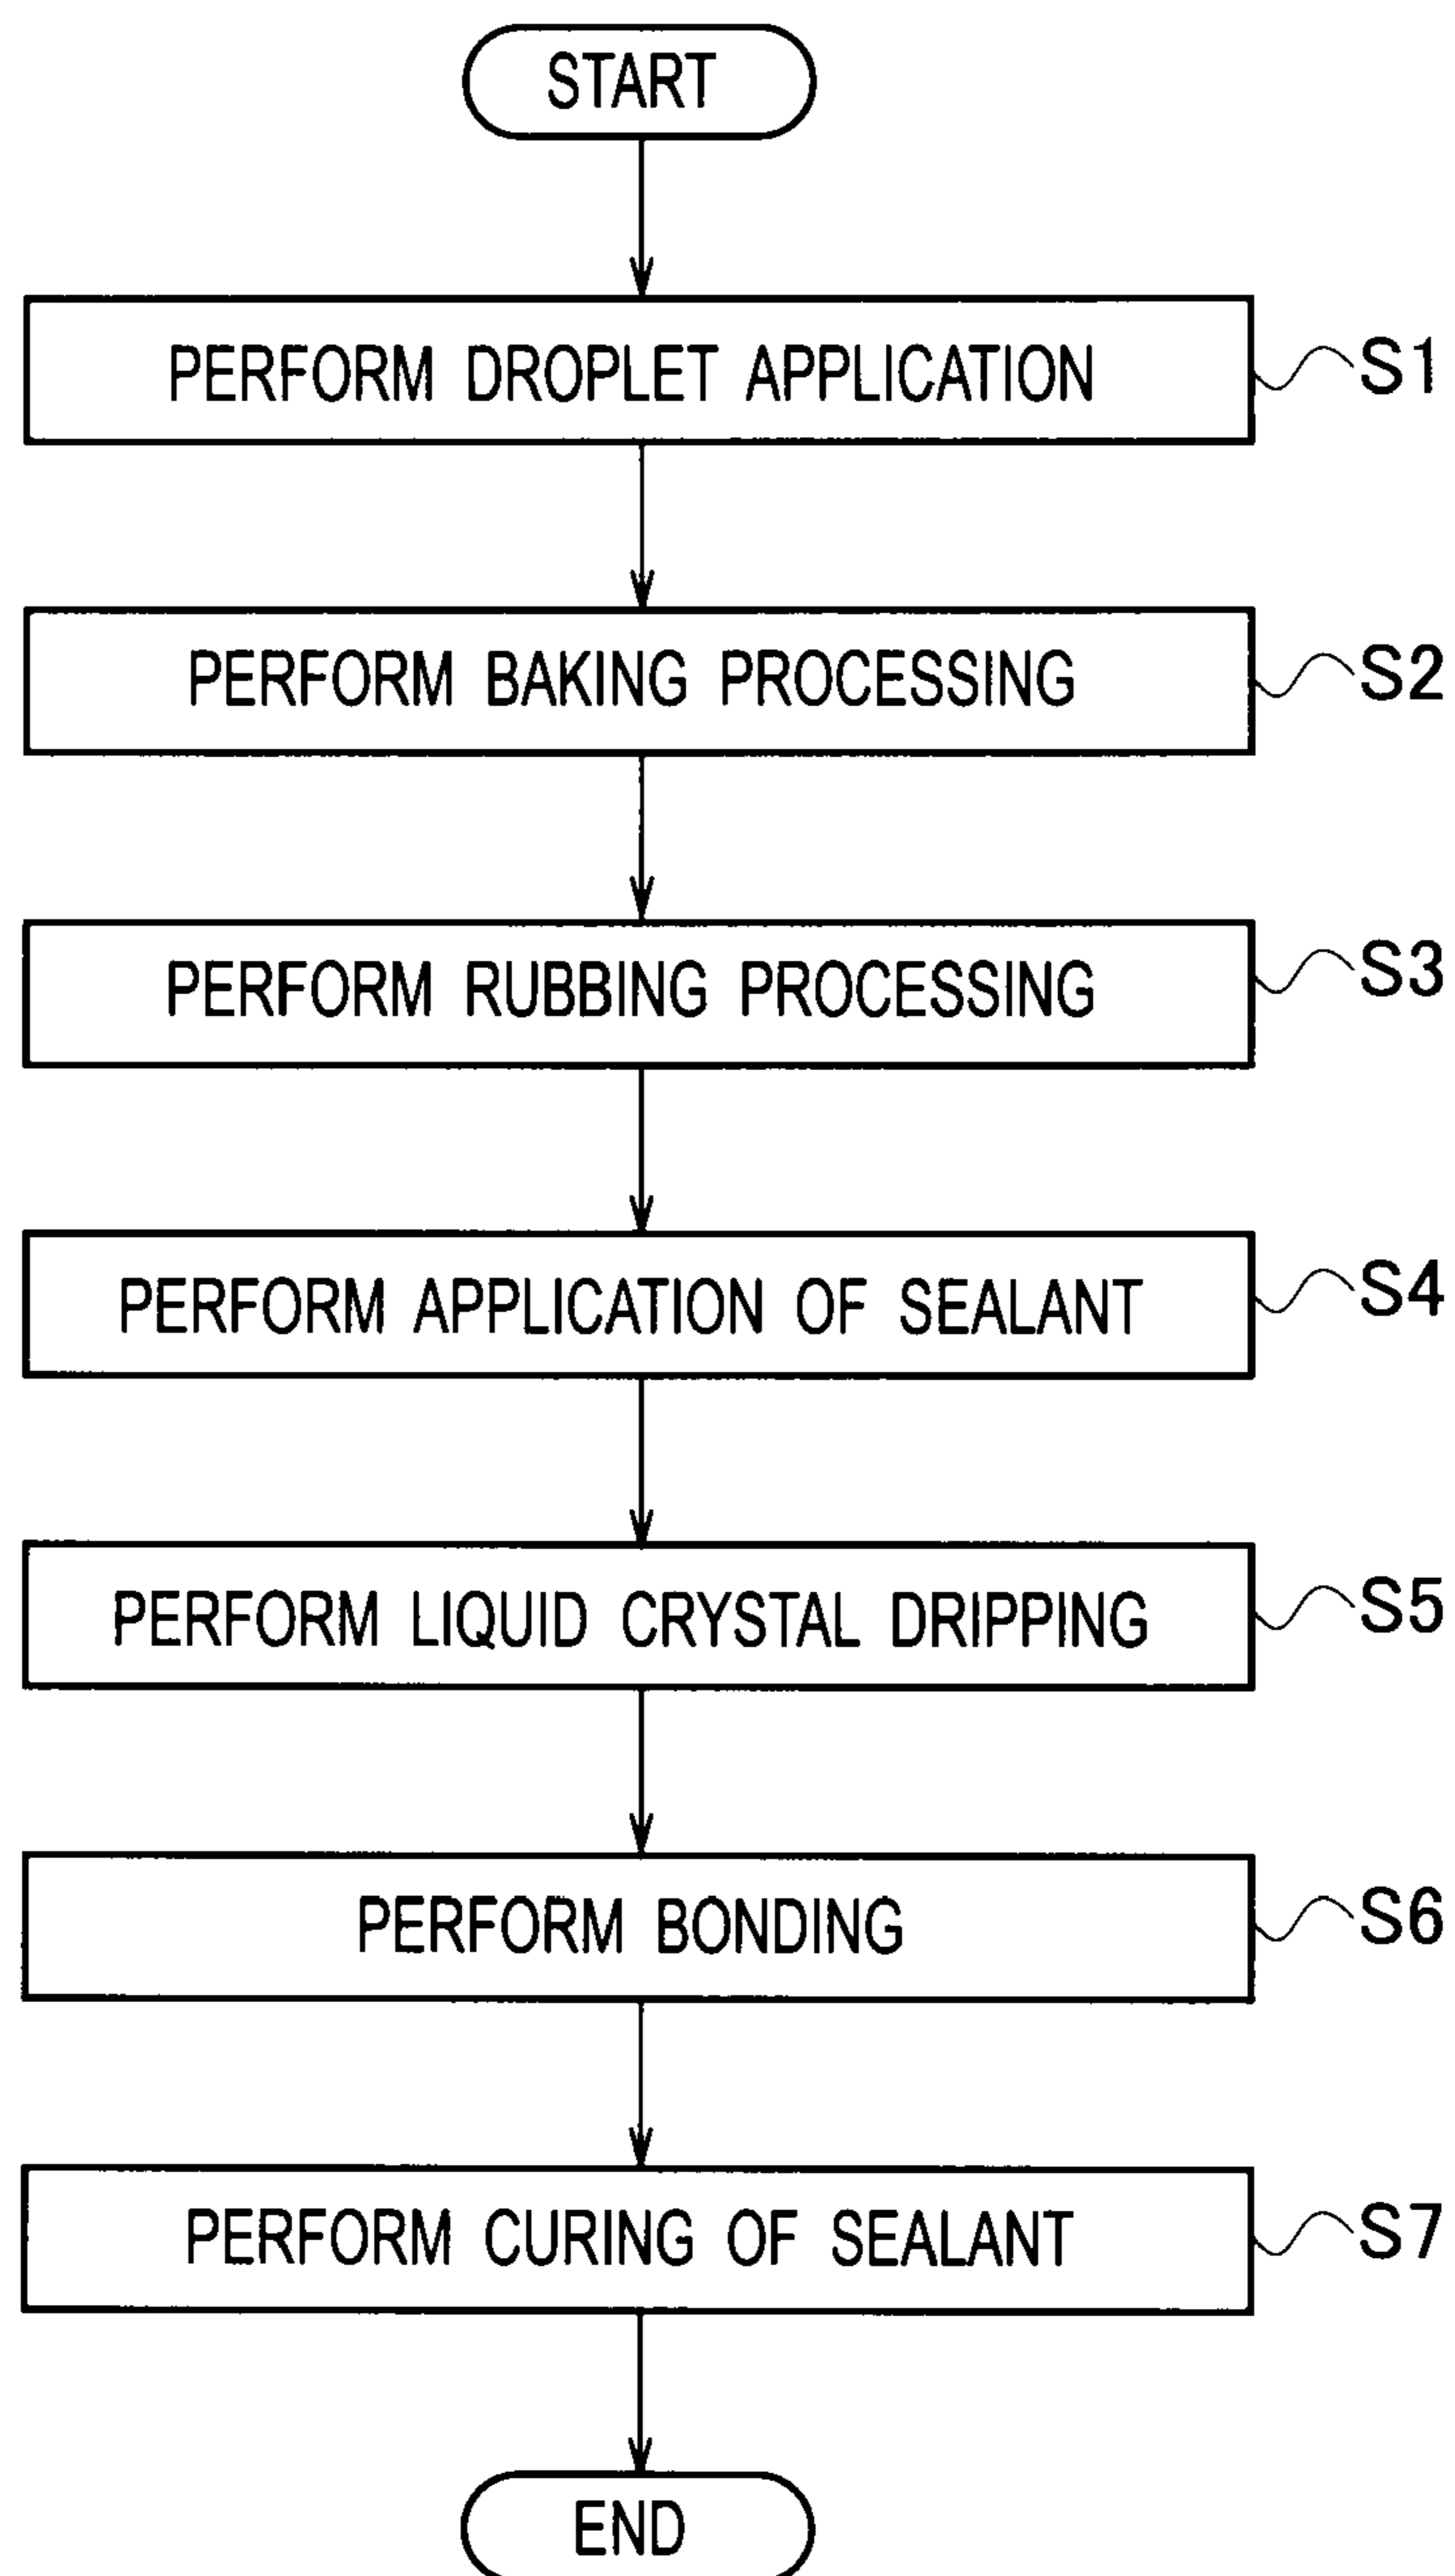 START
PERFORM DROPLET APPLICATION
S1
PERFORM BAKING PROCESSING
S2
PERFORM RUBBING PROCESSING
S3
PERFORM APPLICATION OF SEALANT
S4
PERFORM LIQUID CRYSTAL DRIPPING
S5
PERFORM BONDING
S6
PERFORM CURING OF SEALANT
S7
END